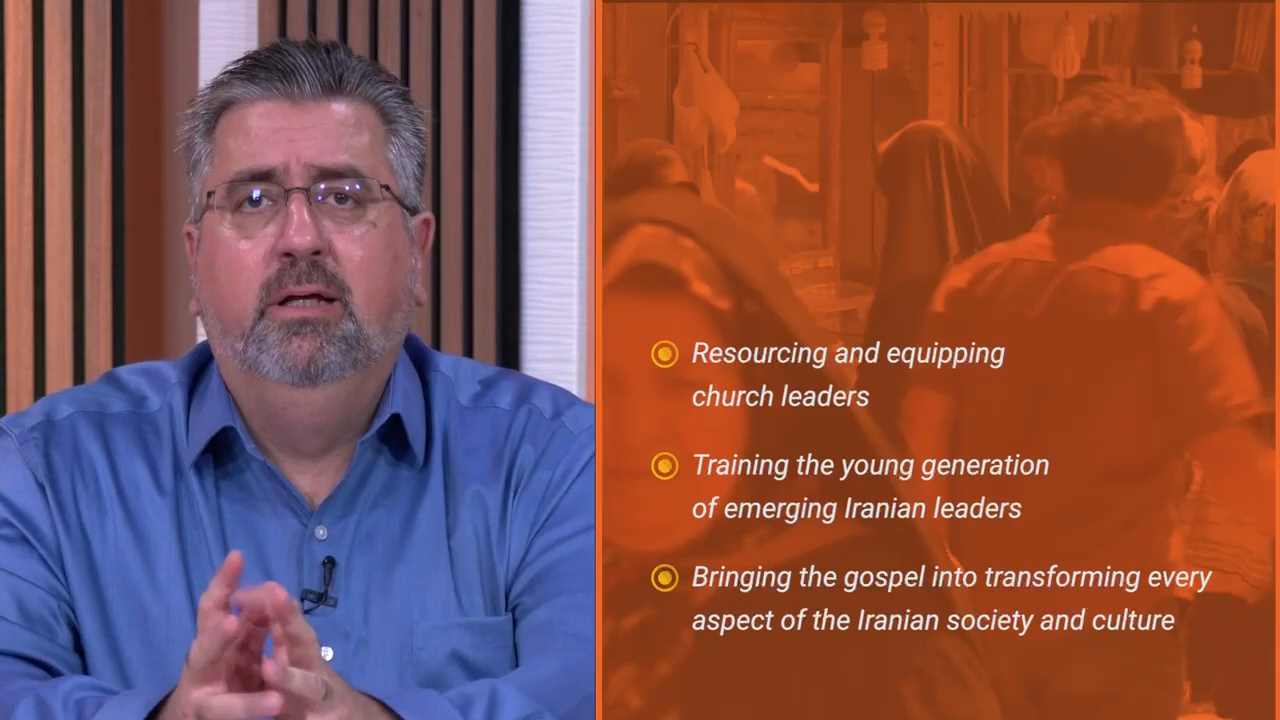 Resourcing and equipping
church leaders
Training the young generation
of emerging Iranian leaders
Bringing the gospel into transforming every
aspect of the Iranian society and culture